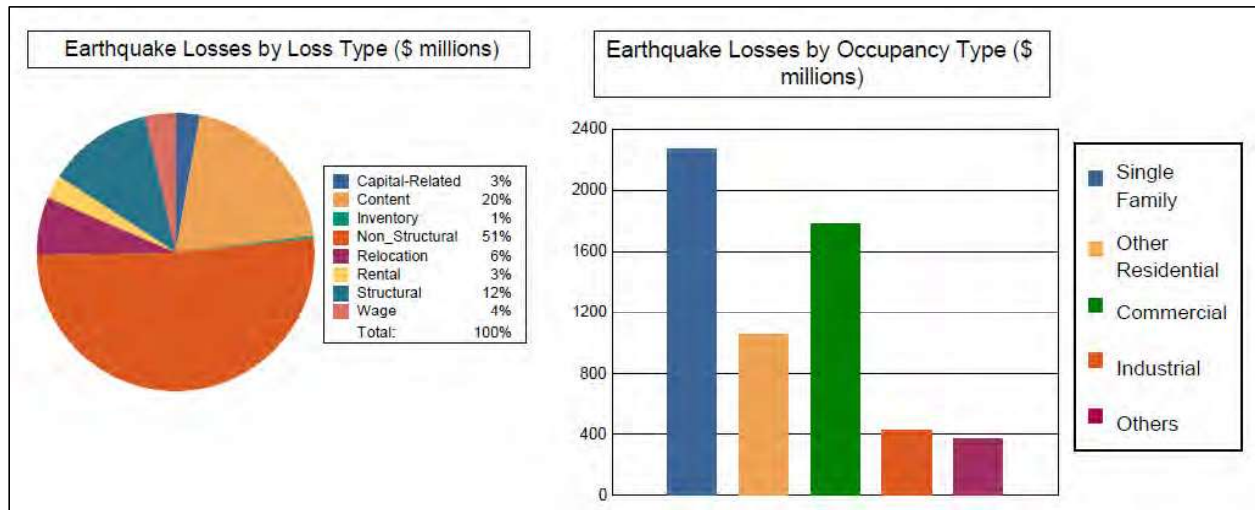 Earthquake Losses by Loss Type ($ millions)
Capital-Related 3%
Content 20%
Inventory 1%
Non_Structural 51%
Relocation 6%
Rental 3%
Structural 12%
Wage 4%
Total: 100%
Earthquake Losses by Occupancy Type ($
millions)
2400
2000
1600
1200
800
400
0
Single
Family
Other
Residential
Commercial
Industrial
Others